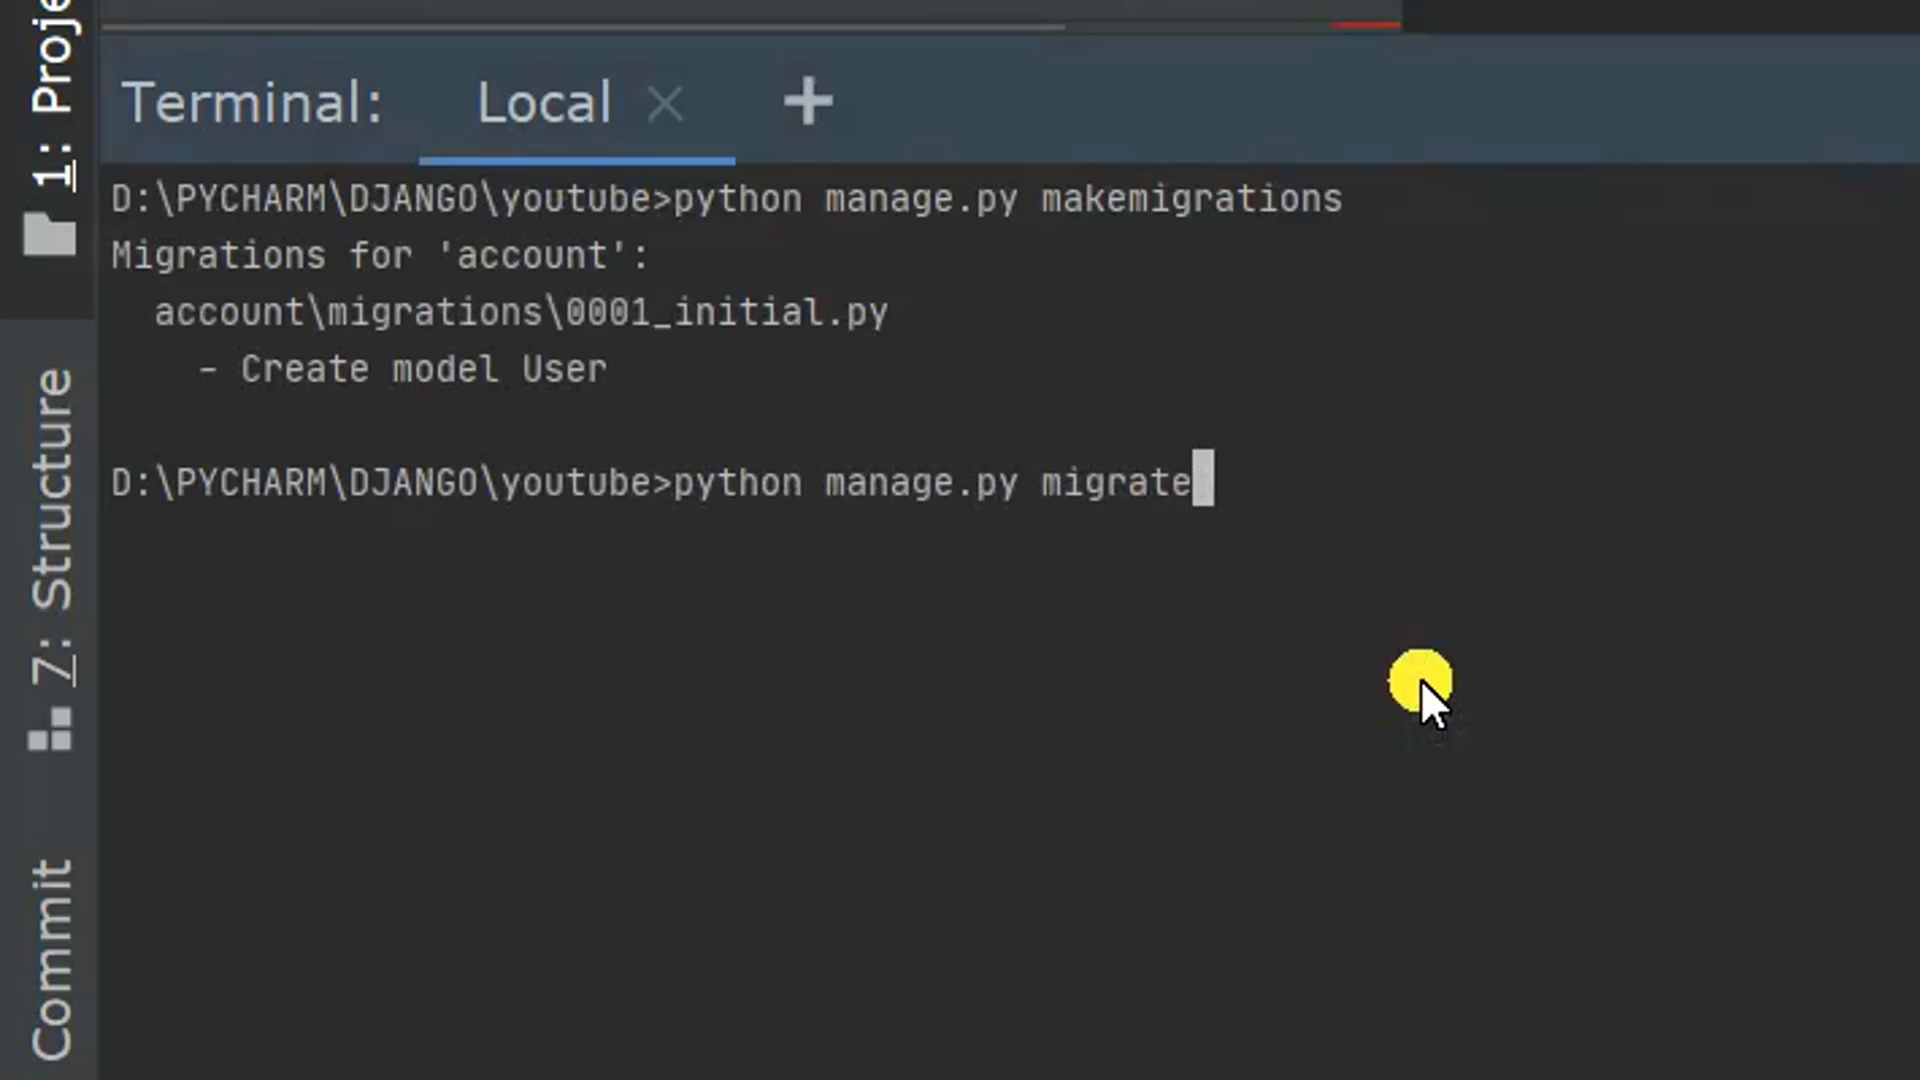 1: Proje
Terminal: Local × +
D:\PYCHARM\DJANGO\youtube>python manage.py makemigrations
Migrations for 'account':
account\migrations\0001_initial.py
- Create model User
D:\PYCHARM\DJANGO\youtube>python manage.py migrate
7: Structure
Commit